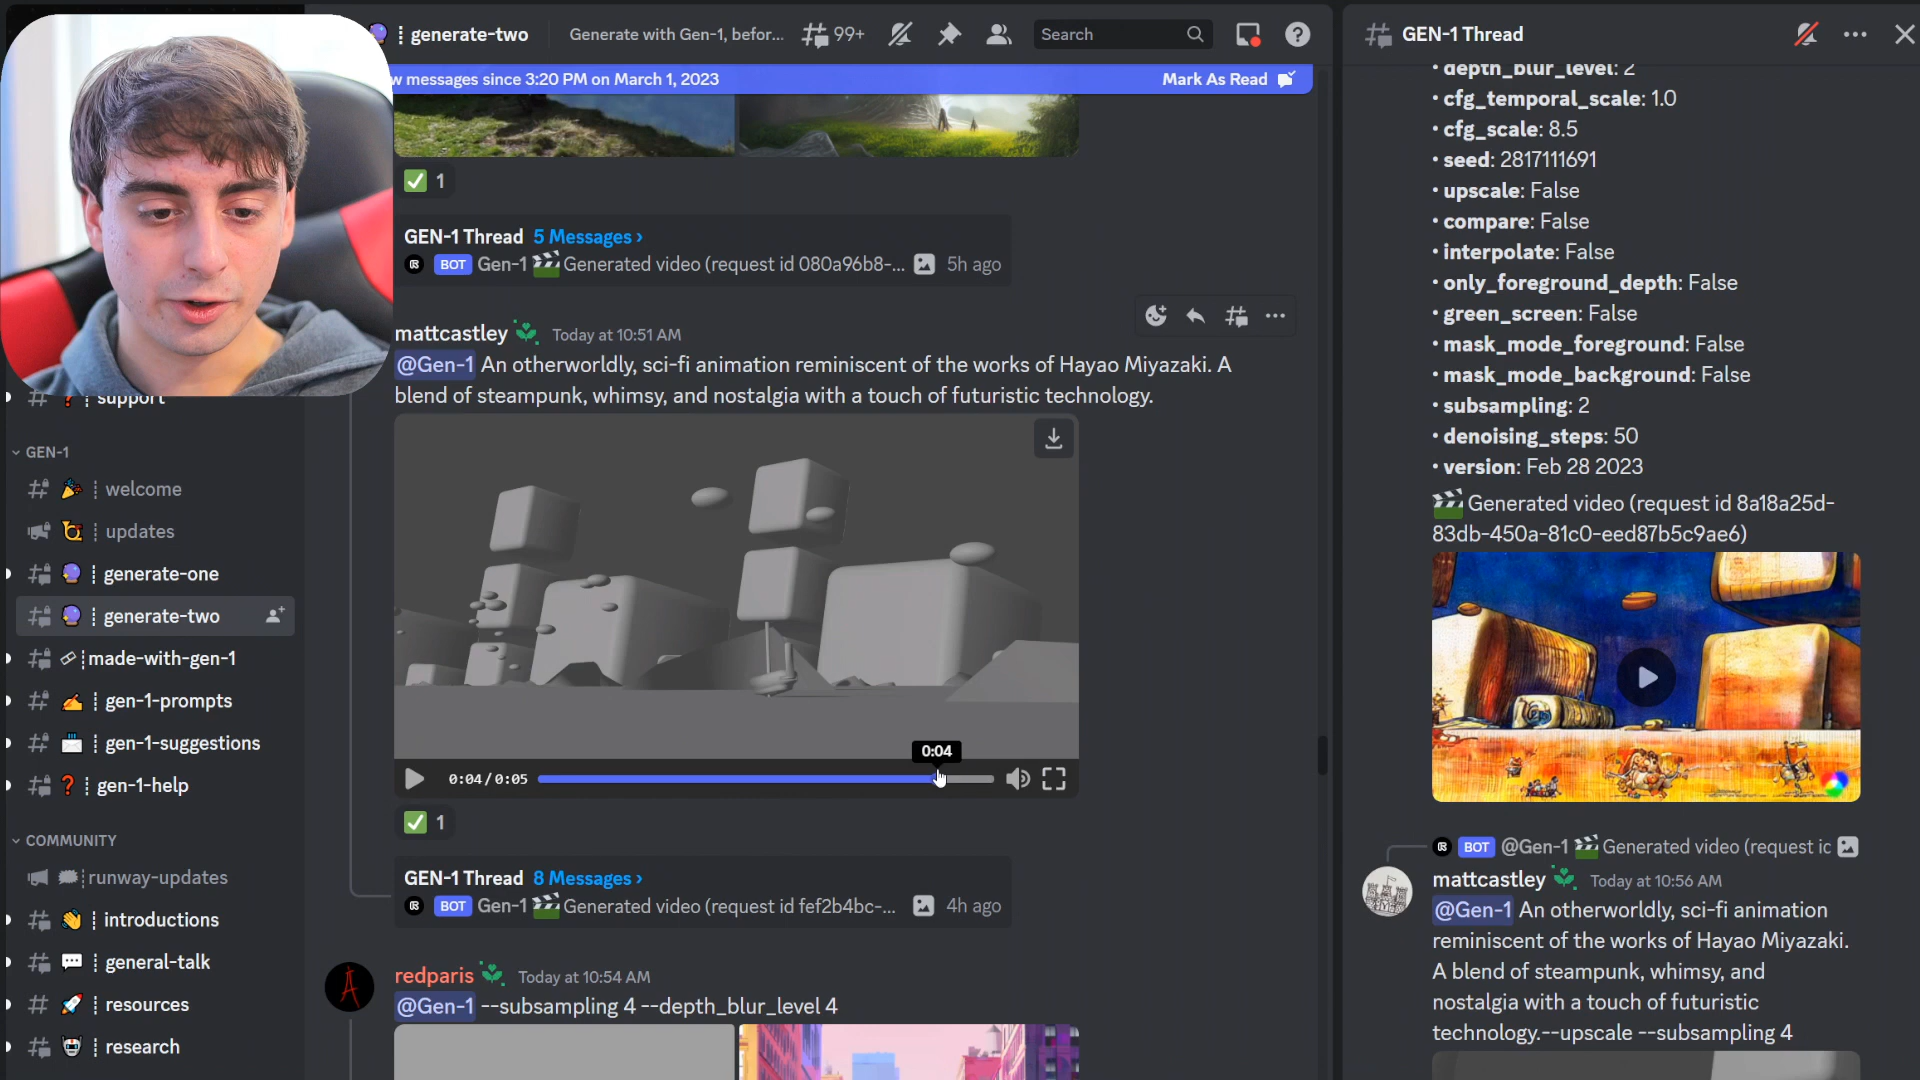 generate-two
Generate with Gen-1, befor...
99+
Search
w messages since 3:20 PM on March 1, 2023
Mark As Read
1
GEN-1 Thread 5 Messages ›
BOT Gen-1 Generated video (request id 080a96b8-... 5h ago
mattcastley Today at 10:51 AM
@Gen-1 An otherworldly, sci-fi animation reminiscent of the works of Hayao Miyazaki. A
blend of steampunk, whimsy, and nostalgia with a touch of futuristic technology.
0:04
0:04/0:05
1
GEN-1 Thread 8 Messages ›
BOT Gen-1 Generated video (request id fef2b4bc-... 4h ago
redparis Today at 10:54 AM
@Gen-1 --subsampling 4 --depth_blur_level 4
support
GEN-1
welcome
updates
generate-one
generate-two
made-with-gen-1
gen-1-prompts
gen-1-suggestions
gen-1-help
COMMUNITY
runway-updates
introductions
general-talk
resources
research
GEN-1 Thread
• depth_blur_level: 2
• cfg_temporal_scale: 1.0
• cfg_scale: 8.5
• seed: 2817111691
• upscale: False
• compare: False
• interpolate: False
• only_foreground_depth: False
• green_screen: False
• mask_mode_foreground: False
• mask_mode_background: False
• subsampling: 2
• denoising_steps: 50
• version: Feb 28 2023
Generated video (request id 8a18a25d-
83db-450a-81c0-eed87b5c9ae6)
BOT @Gen-1 Generated video (request ic
mattcastley Today at 10:56 AM
@Gen-1 An otherworldly, sci-fi animation
reminiscent of the works of Hayao Miyazaki.
A blend of steampunk, whimsy, and
nostalgia with a touch of futuristic
technology.--upscale --subsampling 4